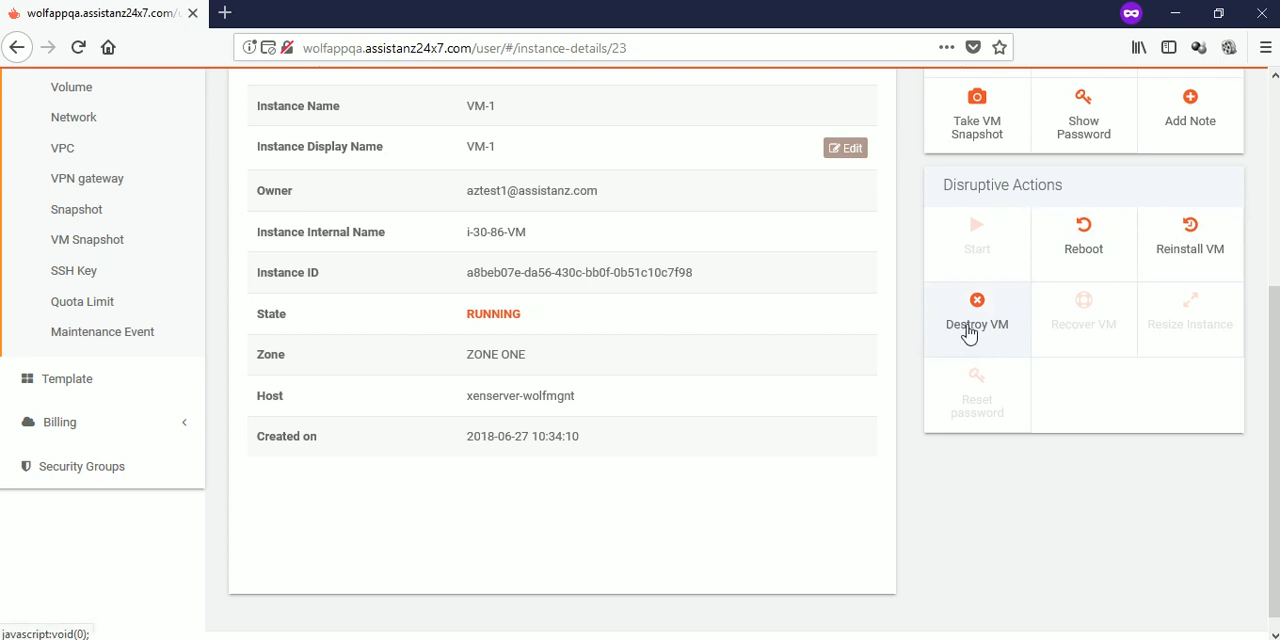 wolfappqa.assistanz24x7.com/
wolfappqa.assistanz24x7.com/user/#/instance-details/23
Volume
Network
VPC
VPN gateway
Snapshot
VM Snapshot
SSH Key
Quota Limit
Maintenance Event
Template
Billing
Security Groups
Instance Name VM-1
Instance Display Name VM-1 Edit
Owner aztest1@assistanz.com
Instance Internal Name i-30-86-VM
Instance ID a8beb07e-da56-430c-bb0f-0b51c10c7f98
State RUNNING
Zone ZONE ONE
Host xenserver-wolfmgnt
Created on 2018-06-27 10:34:10
Take VM
Snapshot
Show
Password
Add Note
Disruptive Actions
Start
Reboot
Reinstall VM
Destroy VM
Recover VM
Resize Instance
Reset
password
javascript:void(0);